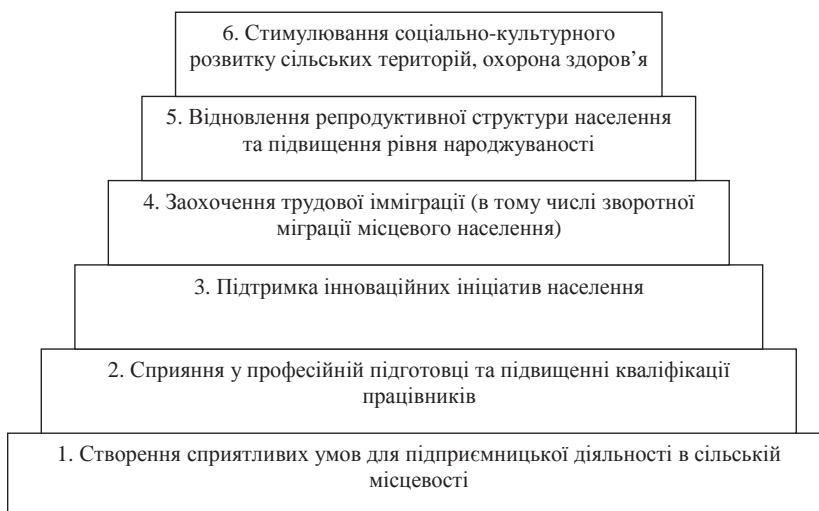 6. Стимулювання соціально-культурного
розвитку сільських територій, охорона здоров’я
5. Відновлення репродуктивної структури населення
та підвищення рівня народжуваності
4. Заохочення трудової імміграції (в тому числі зворотної
міграції місцевого населення)
3. Підтримка інноваційних ініціатив населення
2. Сприяння у професійній підготовці та підвищенні кваліфікації
працівників
1. Створення сприятливих умов для підприємницької діяльності в сільській
місцевості